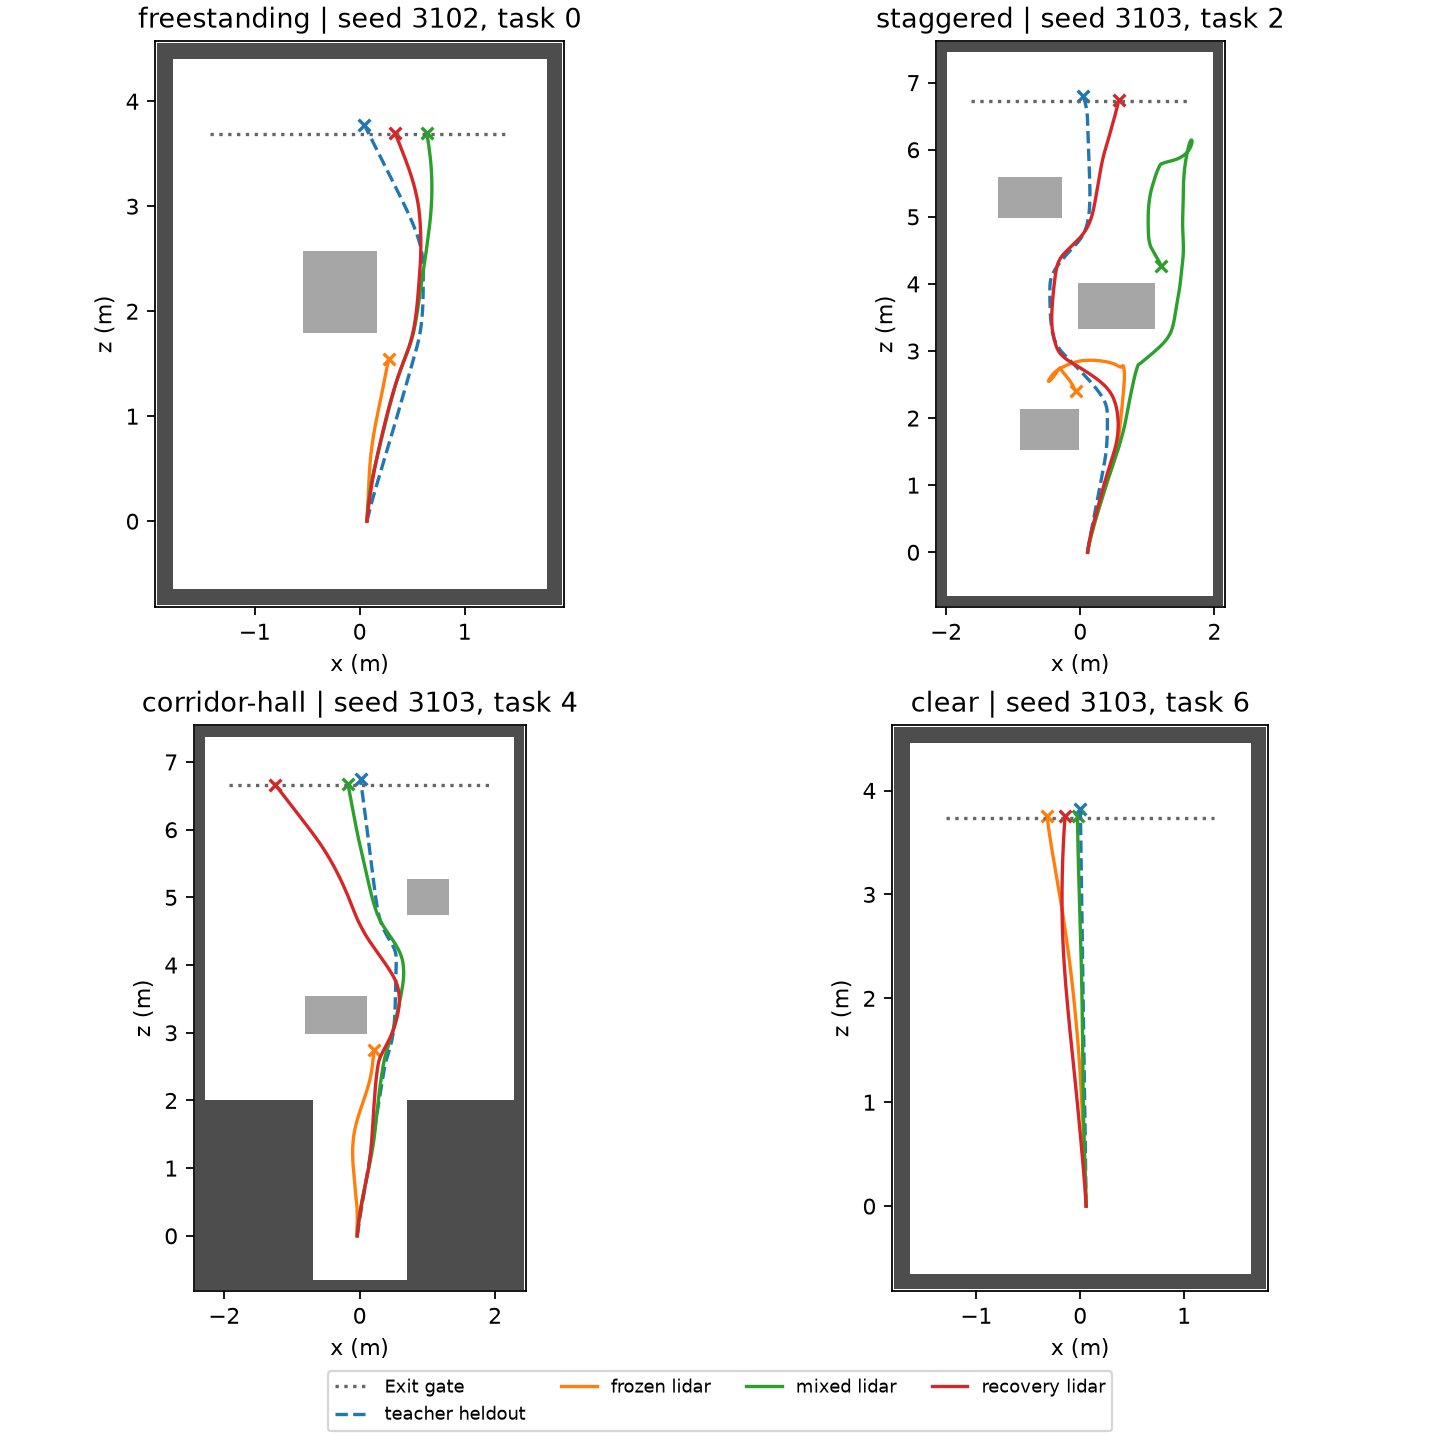 freestanding | seed 3102, task 0
4
3
2
1
0
z (m)
−1
0
1
x (m)
staggered | seed 3103, task 2
7
6
5
4
3
2
1
0
z (m)
−2
0
2
x (m)
corridor-hall | seed 3103, task 4
7
6
5
4
3
2
1
0
z (m)
−2
0
2
x (m)
clear | seed 3103, task 6
4
3
2
1
0
z (m)
−1
0
1
x (m)
Exit gate
teacher heldout
frozen lidar
mixed lidar
recovery lidar